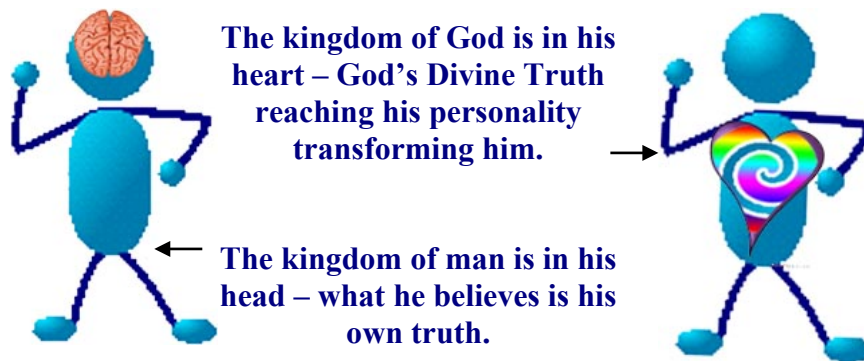 The kingdom of God is in his
heart – God's Divine Truth
reaching his personality
transforming him.
The kingdom of man is in his
head – what he believes is his
own truth.